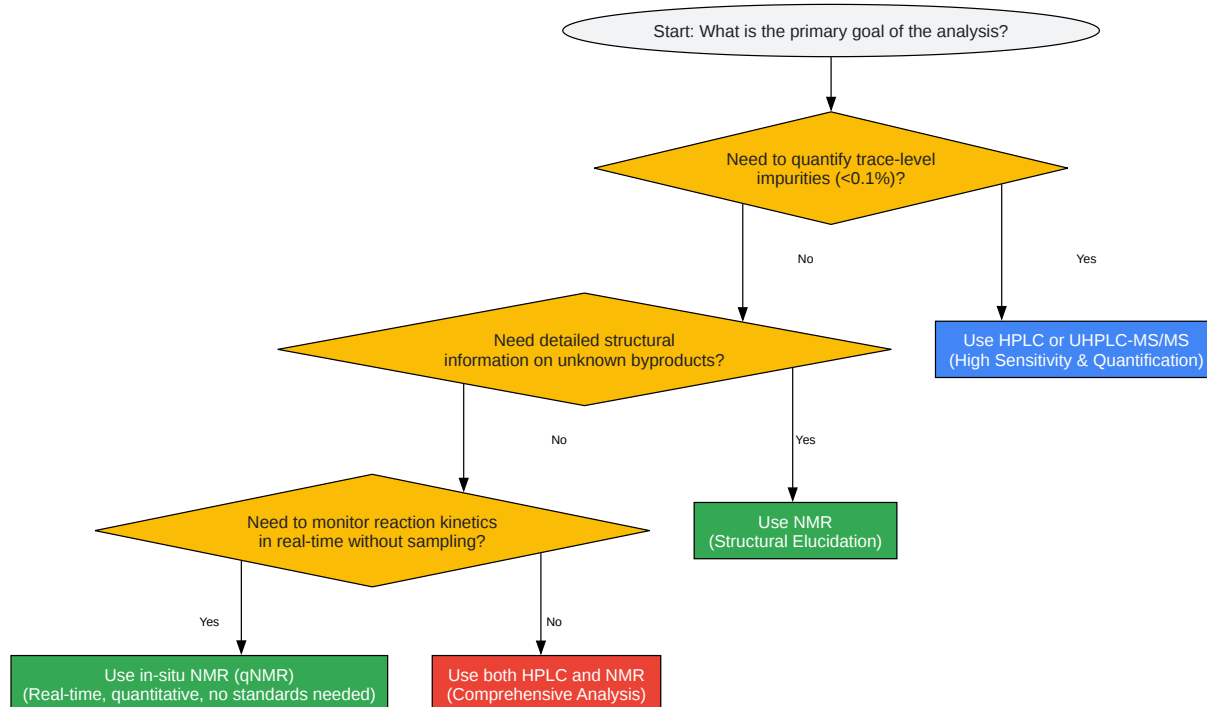 Start: What is the primary goal of the analysis?
Need to quantify trace-level
impurities (<0.1%)?
No
Yes
Need detailed structural
information on unknown byproducts?
Use HPLC or UHPLC-MS/MS
(High Sensitivity & Quantification)
No
Yes
Need to monitor reaction kinetics
in real-time without sampling?
Use NMR
(Structural Elucidation)
Yes
No
Use in-situ NMR (qNMR)
(Real-time, quantitative, no standards needed)
Use both HPLC and NMR
(Comprehensive Analysis)